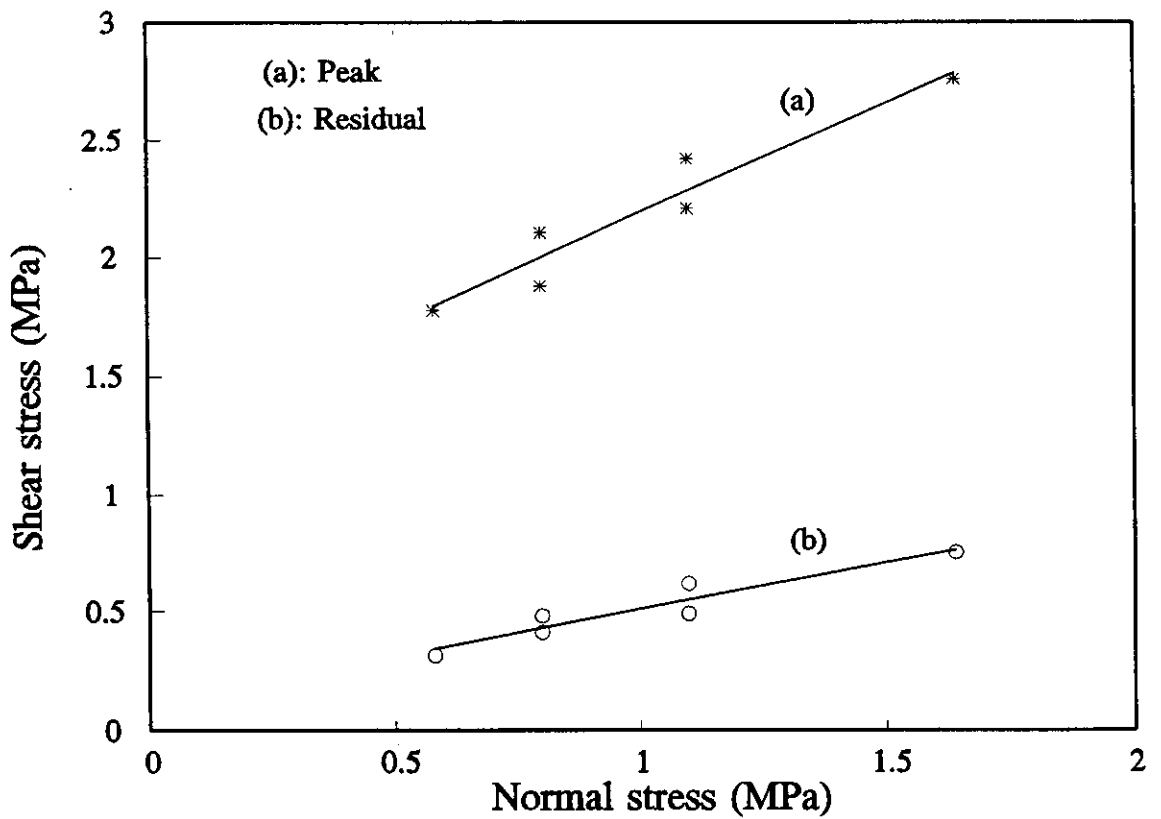 3
(a): Peak
(a)
(b): Residual
2.5
2
Shear stress (MPa)
1.5
1
(b)
0.5
0
0 0.5 1 1.5 2
Normal stress (MPa)